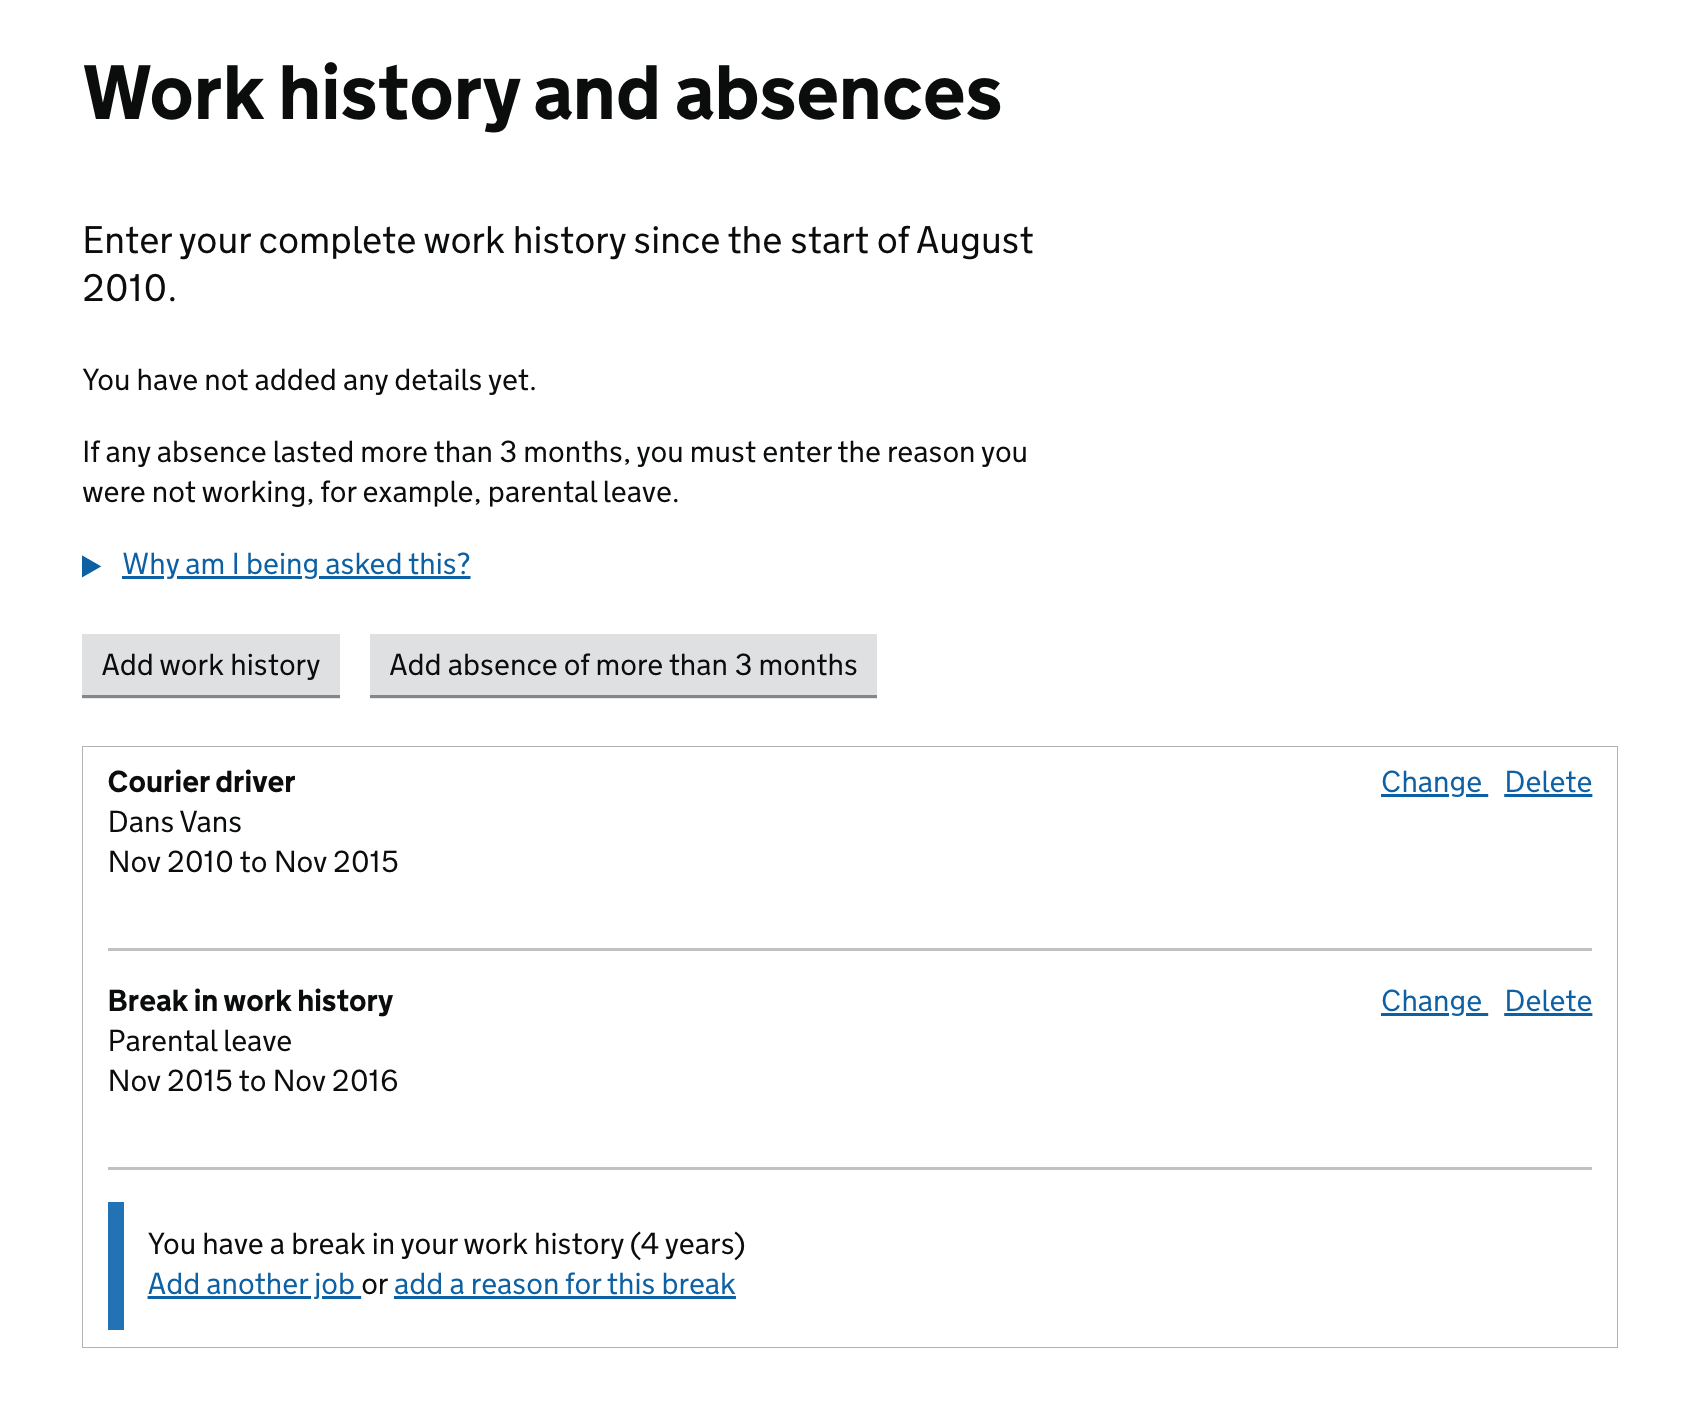 Work history and absences
Enter your complete work history since the start of August
2010.
You have not added any details yet.
If any absence lasted more than 3 months, you must enter the reason you
were not working, for example, parental leave.
Why am I being asked this?
Add work history Add absence of more than 3 months
Courier driver Change Delete
Dans Vans
Nov 2010 to Nov 2015
Break in work history Change Delete
Parental leave
Nov 2015 to Nov 2016
You have a break in your work history (4 years)
Add another job or add a reason for this break